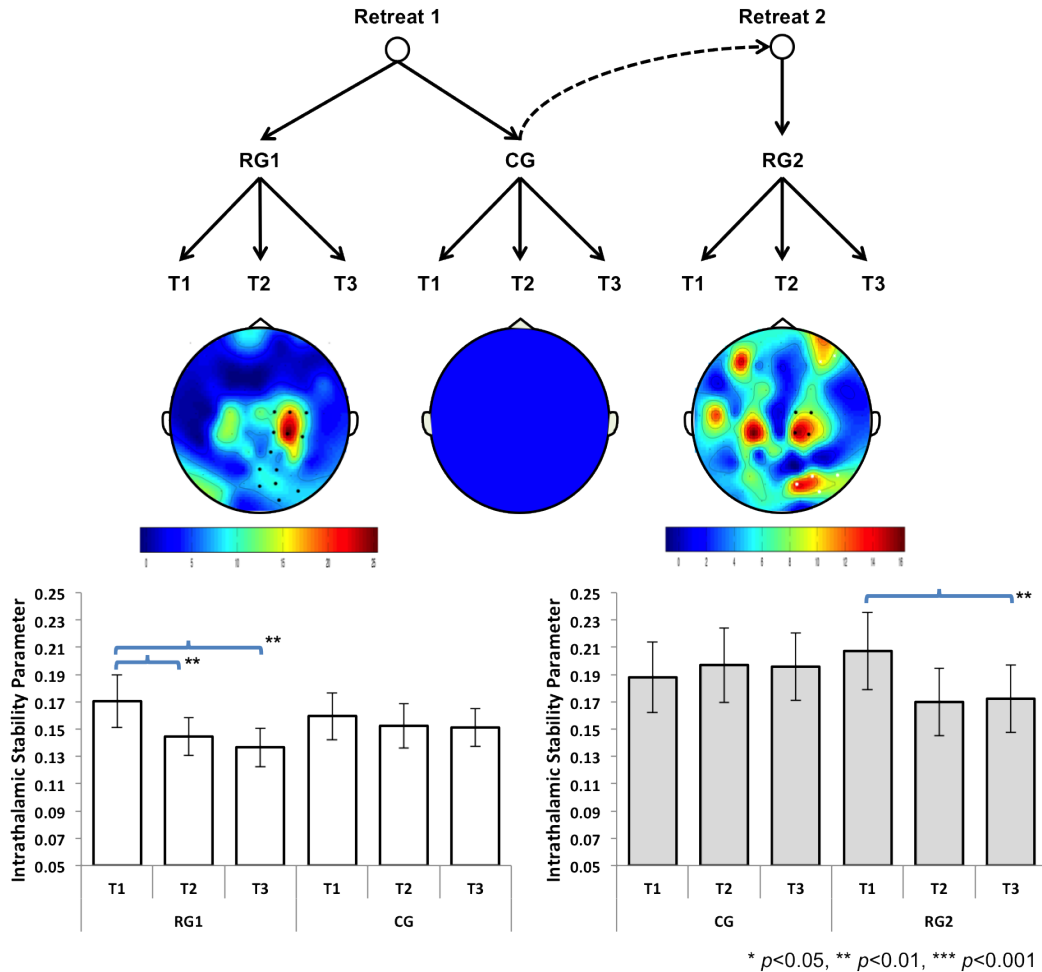 Retreat 1 Retreat 2
RG1 CG RG2
T1 T2 T3 T1 T2 T3 T1 T2 T3
Intrathalamic Stability Parameter
0.25
0.23
0.21
0.19
0.17
0.15
0.13
0.11
0.09
0.07
0.05
**
**
T1 T2 T3 T1 T2 T3
RG1 CG
Intrathalamic Stability Parameter
0.25
0.23
0.21
0.19
0.17
0.15
0.13
0.11
0.09
0.07
0.05
**
T1 T2 T3 T1 T2 T3
CG RG2
* p<0.05, ** p<0.01, *** p<0.001